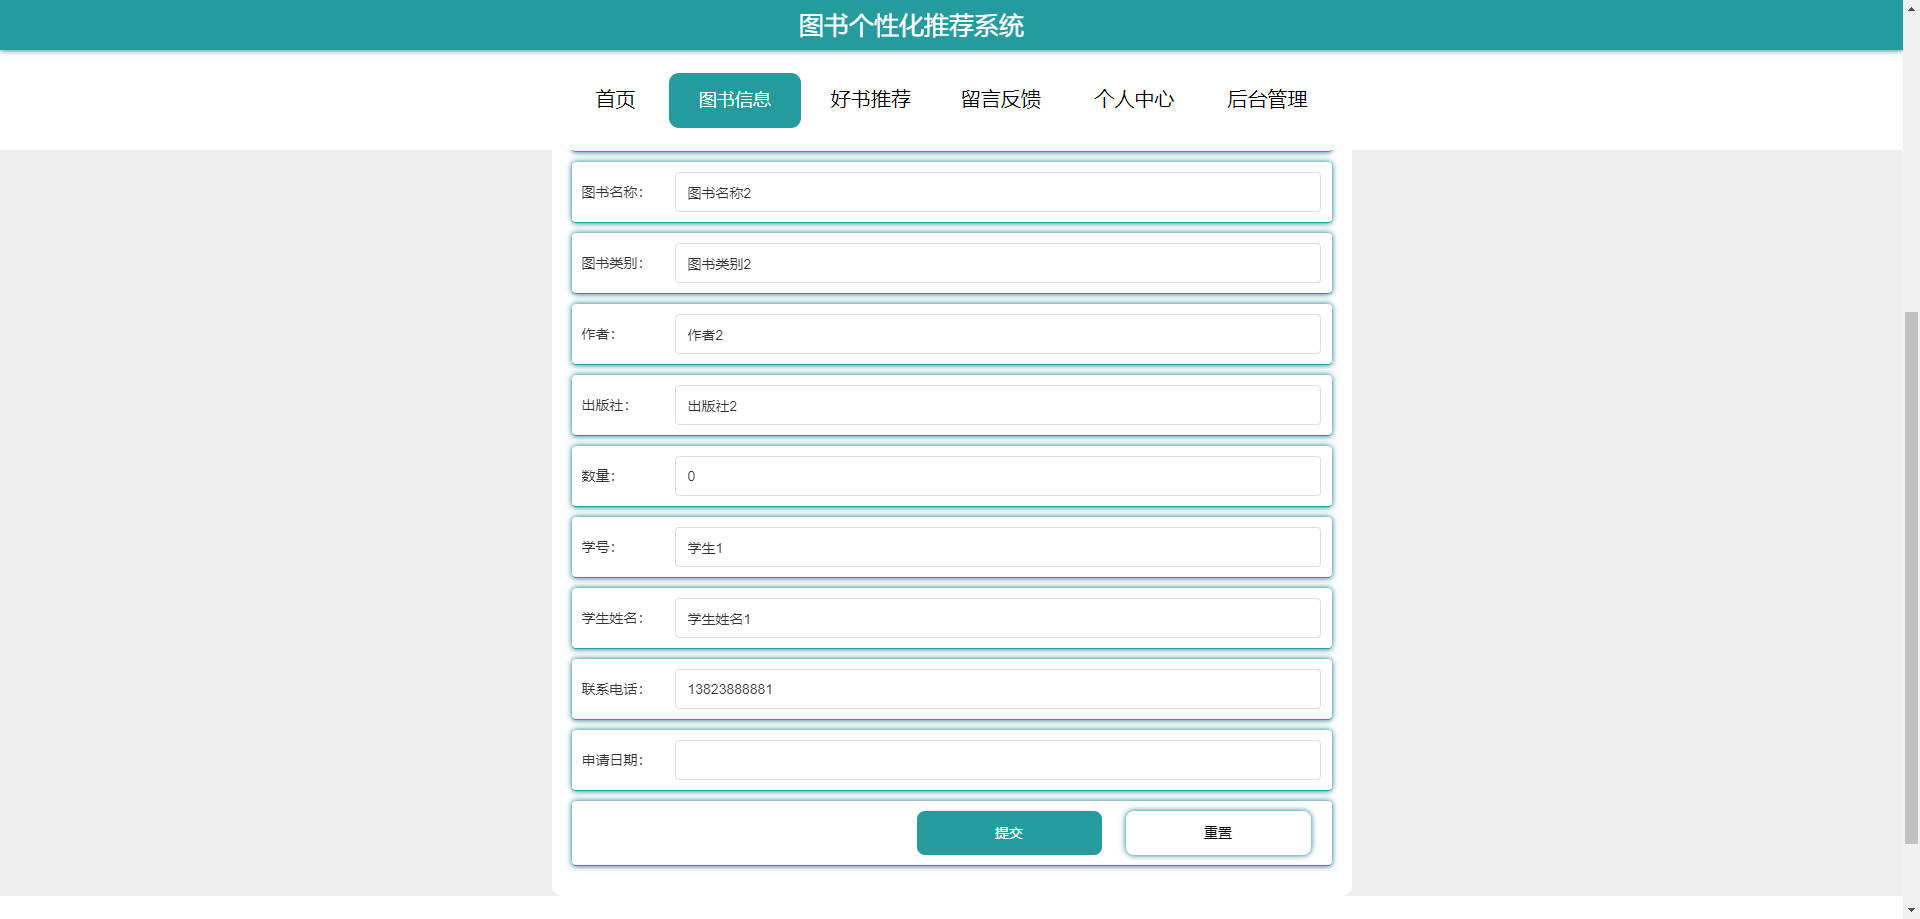 图书个性化推荐系统
首页 图书信息 好书推荐 留言反馈 个人中心 后台管理
图书名称： 图书名称2
图书类别： 图书类别2
作者： 作者2
出版社： 出版社2
数量： 0
学号： 学生1
学生姓名： 学生姓名1
联系电话： 13823888881
申请日期：
提交 重置